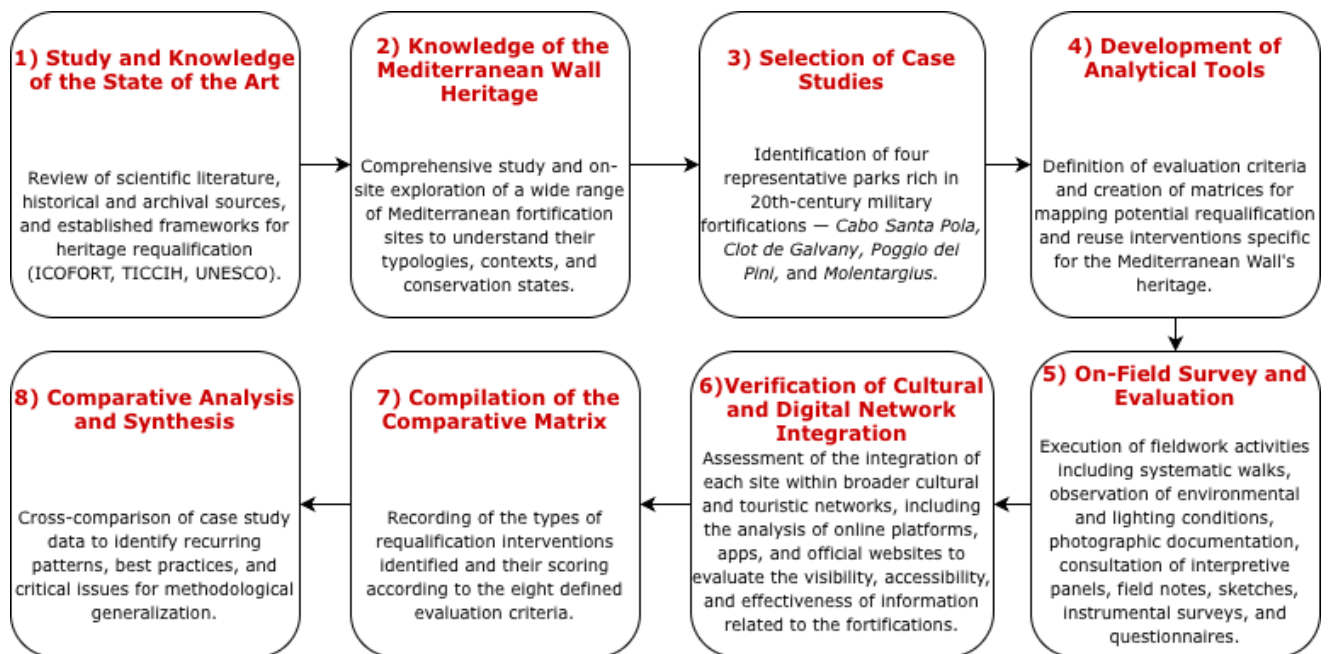 1) Study and Knowledge
of the State of the Art
Review of scientific literature,
historical and archival sources,
and established frameworks for
heritage requalification
(ICOFORT, TICCIH, UNESCO).
2) Knowledge of the
Mediterranean Wall
Heritage
Comprehensive study and on-
site exploration of a wide range
of Mediterranean fortification
sites to understand their
typologies, contexts, and
conservation states.
3) Selection of Case
Studies
Identification of four
representative parks rich in
20th-century military
fortifications — Cabo Santa Pola,
Clot de Galvany, Poggio dei
Pini, and Molentargius.
4) Development of
Analytical Tools
Definition of evaluation criteria
and creation of matrices for
mapping potential requalification
and reuse interventions specific
for the Mediterranean Wall's
heritage.
5) On-Field Survey and
Evaluation
Execution of fieldwork activities
including systematic walks,
observation of environmental
and lighting conditions,
photographic documentation,
consultation of interpretive
panels, field notes, sketches,
instrumental surveys, and
questionnaires.
6)Verification of Cultural
and Digital Network
Integration
Assessment of the integration of
each site within broader cultural
and touristic networks, including
the analysis of online platforms,
apps, and official websites to
evaluate the visibility, accessibility,
and effectiveness of information
related to the fortifications.
7) Compilation of the
Comparative Matrix
Recording of the types of
requalification interventions
identified and their scoring
according to the eight defined
evaluation criteria.
8) Comparative Analysis
and Synthesis
Cross-comparison of case study
data to identify recurring
patterns, best practices, and
critical issues for methodological
generalization.